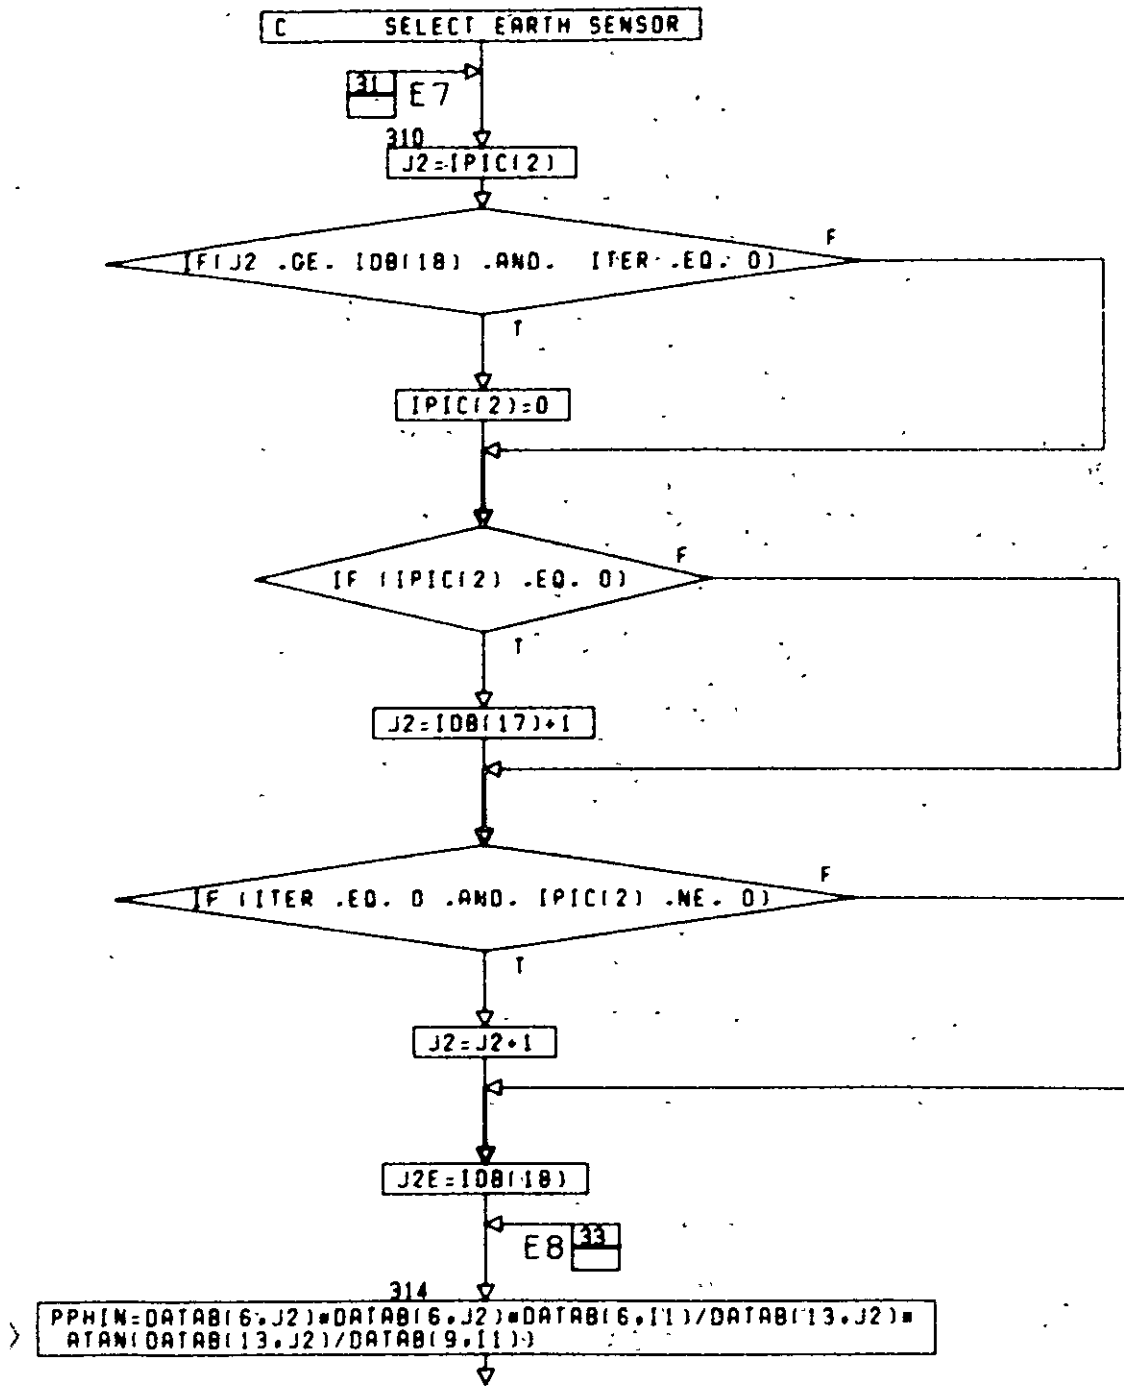 C SELECT EARTH SENSOR
31 E7
310
J2=IPIC(2)
IF(J2 .GE. IDB(18) .AND. ITER .EQ. 0)
F
T
IPIC(2)=0
IF (IPIC(2) .EQ. 0)
F
T
J2=IDB(17)+1
IF (ITER .EQ. 0 .AND. IPIC(2) .NE. 0)
F
T
J2=J2+1
J2E=IDB(18)
E8 33
314
PPHIN=DATAB(6,J2)*DATAB(6,J2)*DATAB(6,I1)/DATAB(13,J2)*
ATAN(DATAB(13,J2)/DATAB(9,I1))